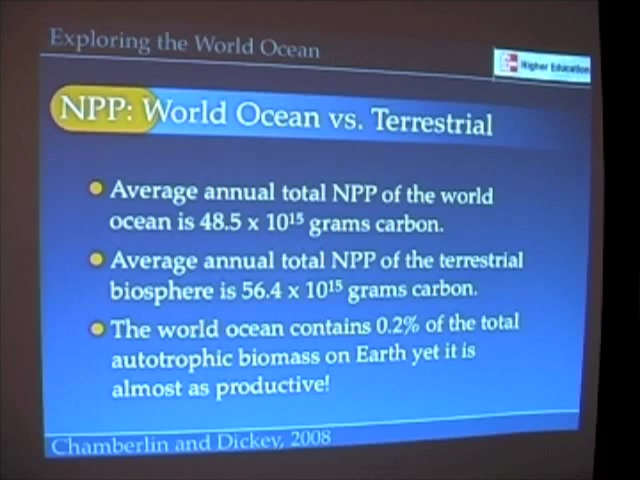 Exploring the World Ocean
Higher Education
NPP: World Ocean vs. Terrestrial
Average annual total NPP of the world
ocean is 48.5 x 10¹⁵ grams carbon.
Average annual total NPP of the terrestrial
biosphere is 56.4 x 10¹⁵ grams carbon.
The world ocean contains 0.2% of the total
autotrophic biomass on Earth yet it is
almost as productive!
Chamberlin and Dickey, 2008